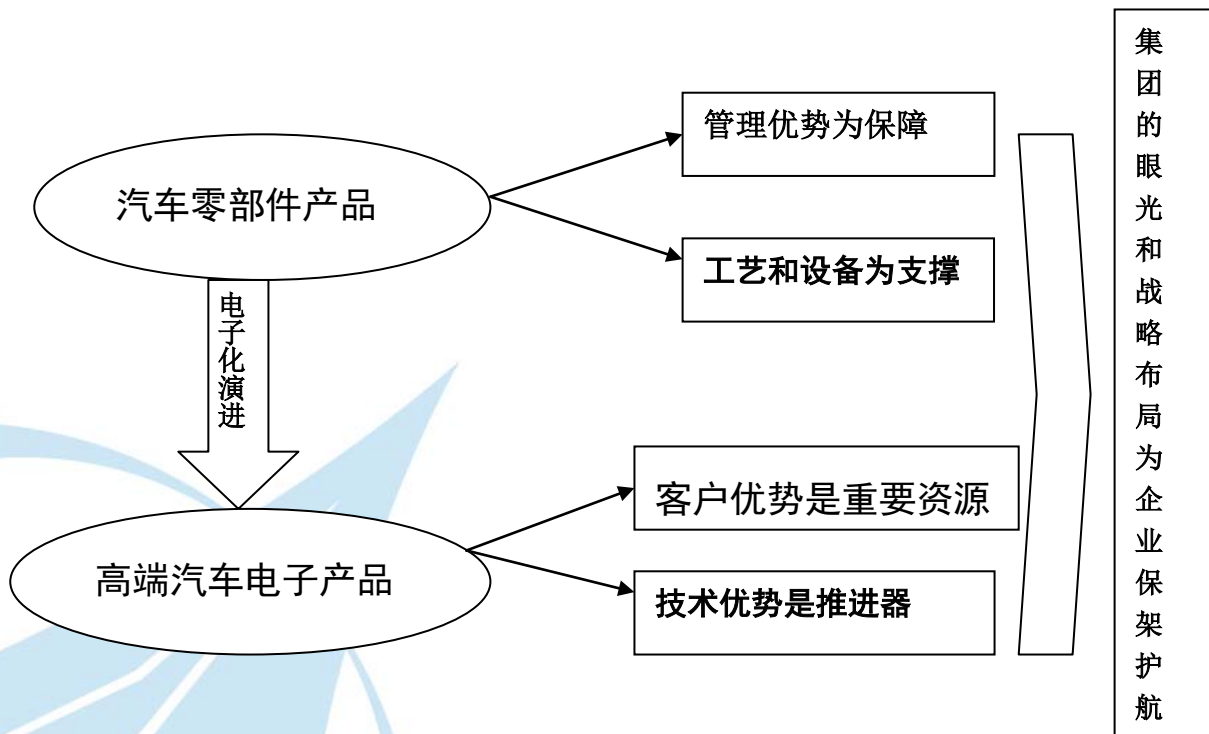 汽车零部件产品
管理优势为保障
工艺和设备为支撑
电子化演进
高端汽车电子产品
客户优势是重要资源
技术优势是推进器
集团的眼光和战略布局为企业保架护航